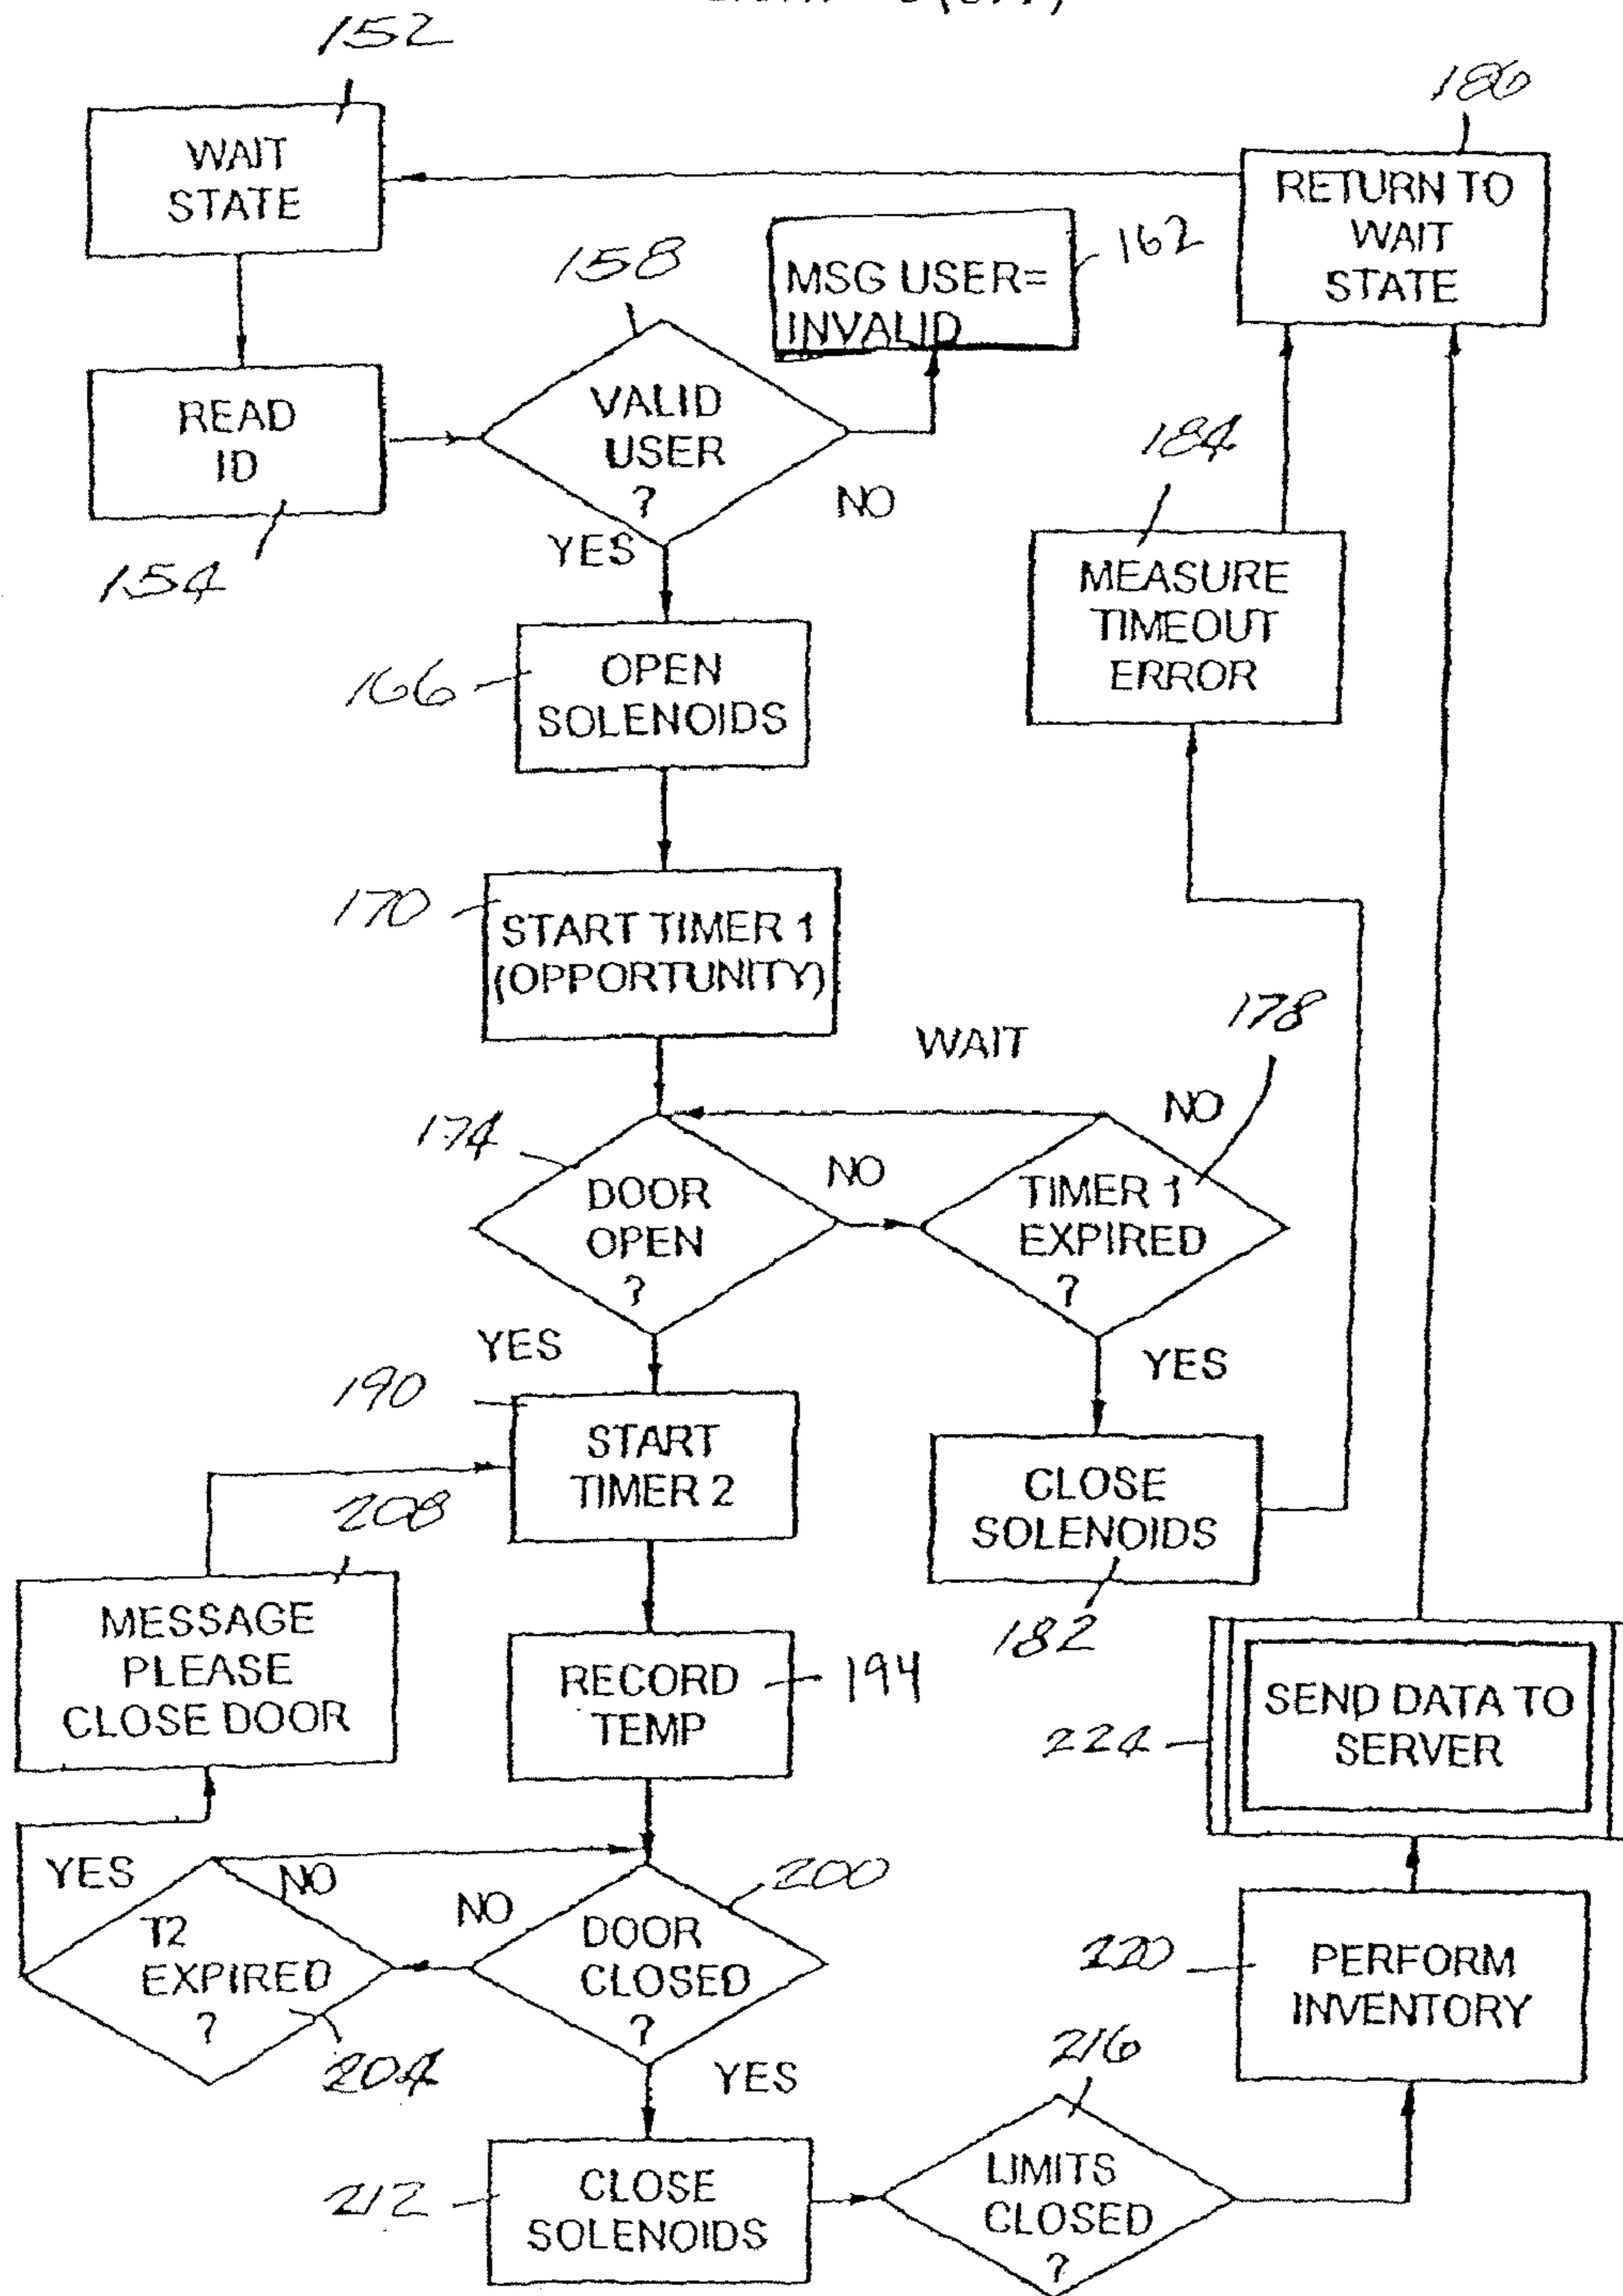 152
186
WAIT
STATE
RETURN TO
WAIT
STATE
158
MSG USER=
INVALID
162
READ
ID
154
VALID
USER
?
NO
YES
184
MEASURE
TIMEOUT
ERROR
166
OPEN
SOLENOIDS
170
START TIMER 1
(OPPORTUNITY)
WAIT
178
174
DOOR
OPEN
?
NO
NO
TIMER 1
EXPIRED
?
YES
YES
190
START
TIMER 2
CLOSE
SOLENOIDS
182
208
MESSAGE
PLEASE
CLOSE DOOR
RECORD
TEMP
194
224
SEND DATA TO
SERVER
YES
NO
T2
EXPIRED
?
204
NO
DOOR
CLOSED
?
200
YES
220
PERFORM
INVENTORY
216
212
CLOSE
SOLENOIDS
LIMITS
CLOSED
?